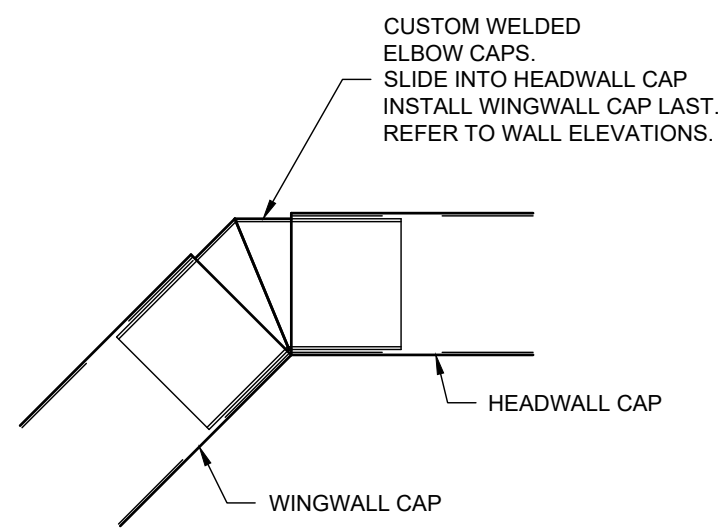 CUSTOM WELDED
ELBOW CAPS.
SLIDE INTO HEADWALL CAP
INSTALL WINGWALL CAP LAST.
REFER TO WALL ELEVATIONS.
HEADWALL CAP
WINGWALL CAP